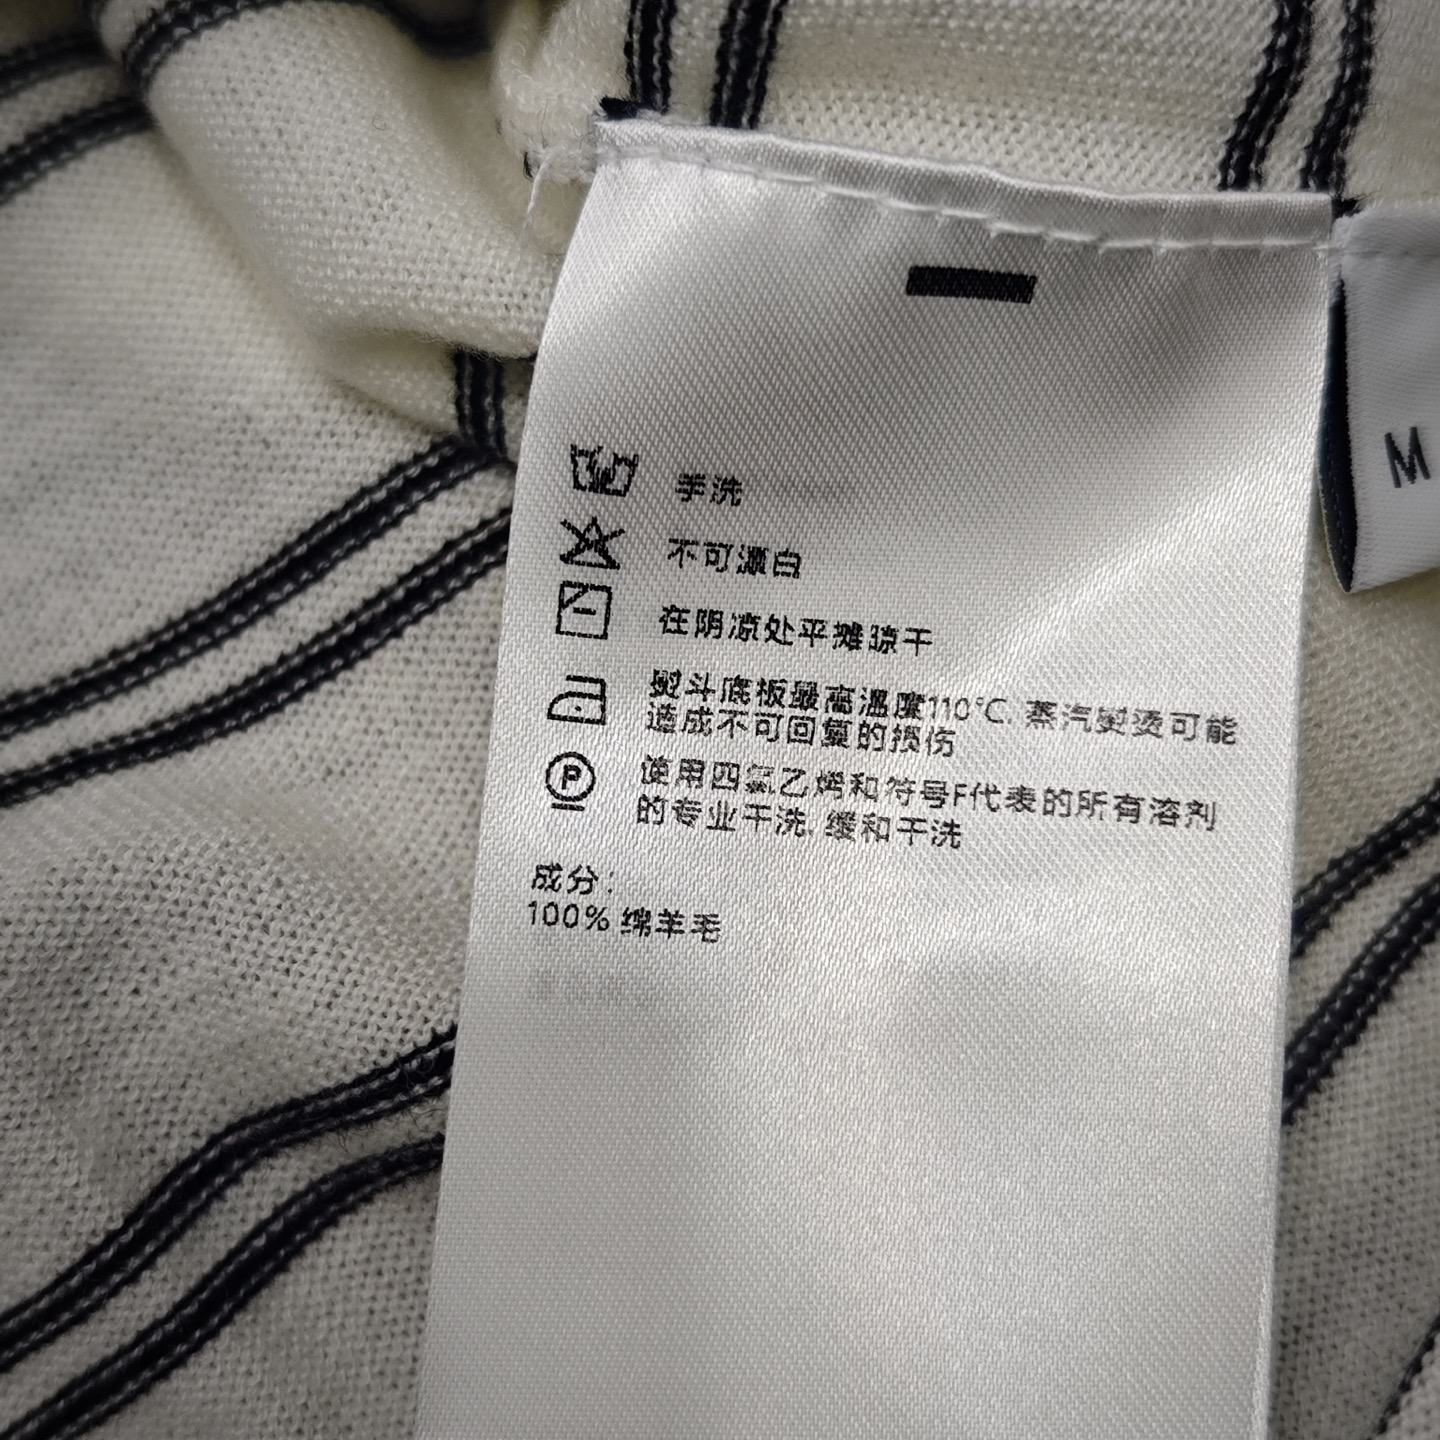 手洗
不可漂白
在阴凉处平摊晾干
熨斗底板最高温度110°C. 蒸汽熨烫可能
造成不可回复的损伤
P
使用四氯乙烯和符号F代表的所有溶剂
的专业干洗. 缓和干洗
成分:
100% 绵羊毛
M